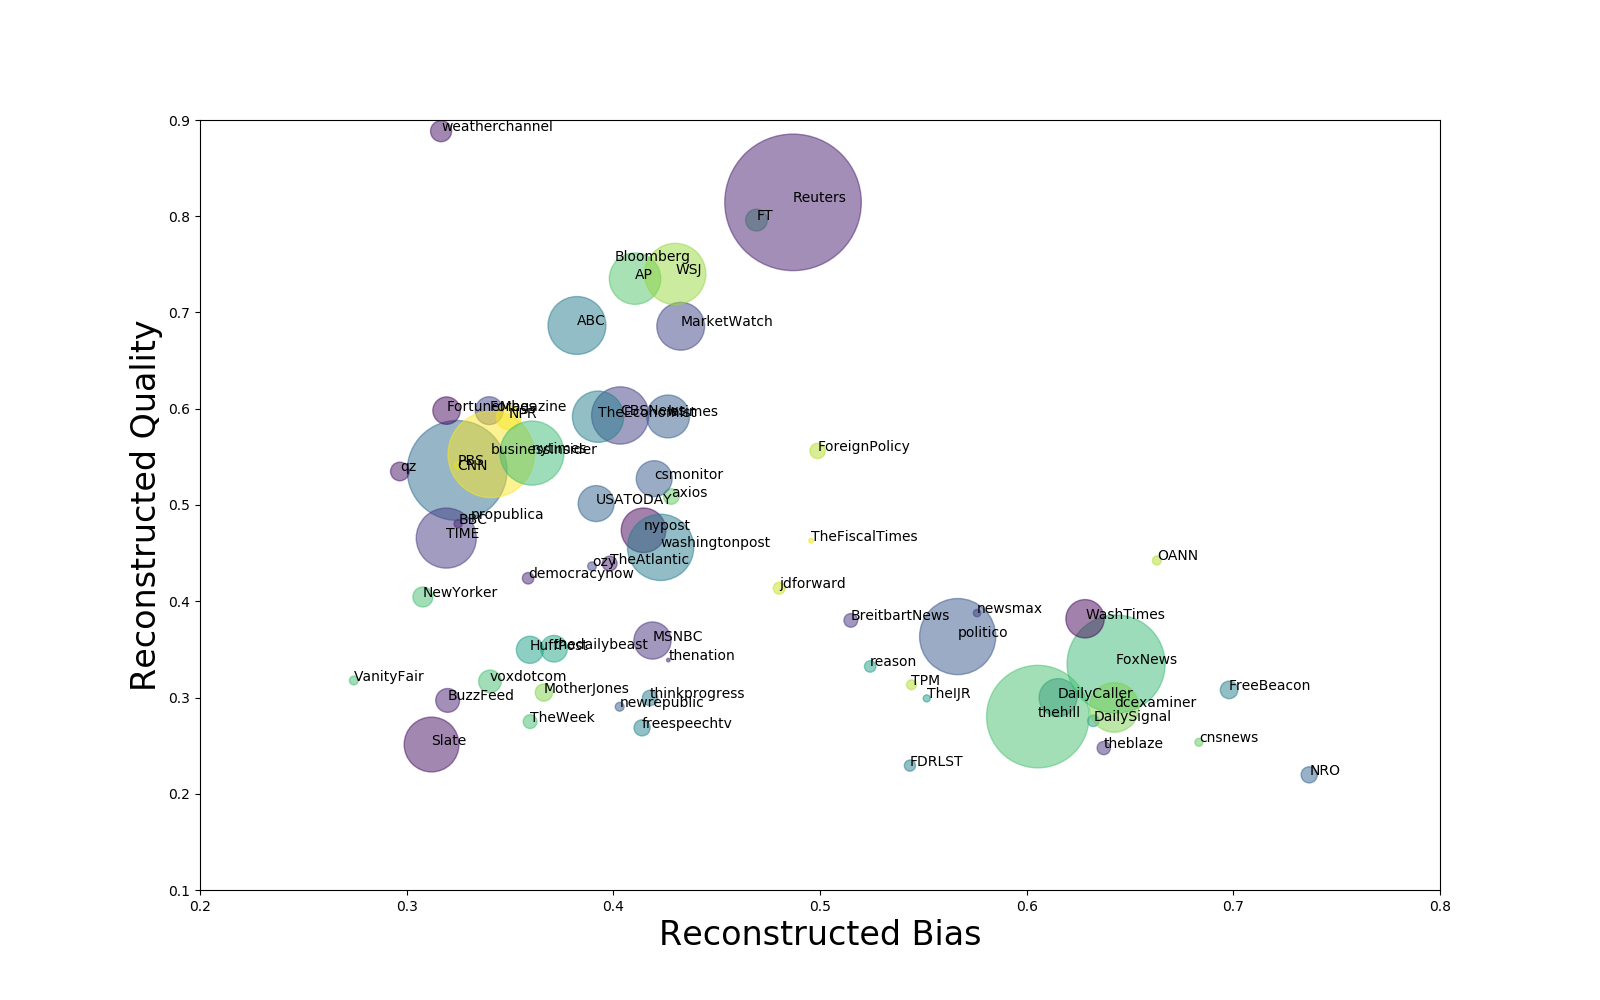 0.9
weatherchannel
Reuters
0.8
FT
Bloomberg
WSJ
AP
0.7
ABC
MarketWatch
0.6
NPR
TheEconomist
ForeignPolicy
businessinsider
nytimes
PBS
CNN
qz
csmonitor
axios
0.5
USATODAY
propublica
BBC
TIME
nypost
washingtonpost
TheFiscalTimes
OANN
ozy
TheAtlantic
democracynow
jdforward
0.4
NewYorker
newsmax
BreitbartNews
WashTimes
politico
MSNBC
HuffPost
thedailybeast
thenation
reason
FoxNews
VanityFair
voxdotcom
TPM
FreeBeacon
0.3
BuzzFeed
MotherJones
thinkprogress
newrepublic
TheIJR
DailyCaller
dcexaminer
thehill
DailySignal
TheWeek
freespeechtv
Slate
theblaze
cnsnews
FDRLST
NRO
0.2
0.1
0.2 0.3 0.4 0.5 0.6 0.7 0.8
Reconstructed Bias
Reconstructed Quality